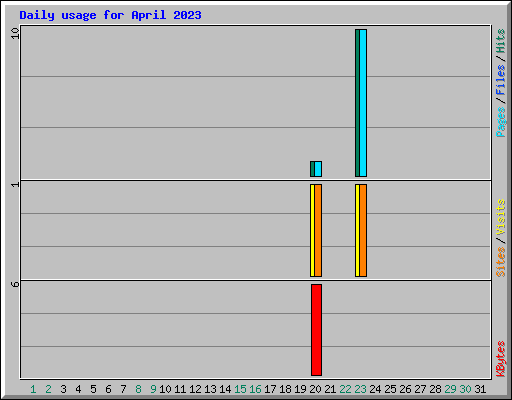 Daily usage for April 2023
10
1
6
Pages/Files/Hits
Sites/Visits
KBytes
1 2 3 4 5 6 7 8 9 10 11 12 13 14 15 16 17 18 19 20 21 22 23 24 25 26 27 28 29 30 31